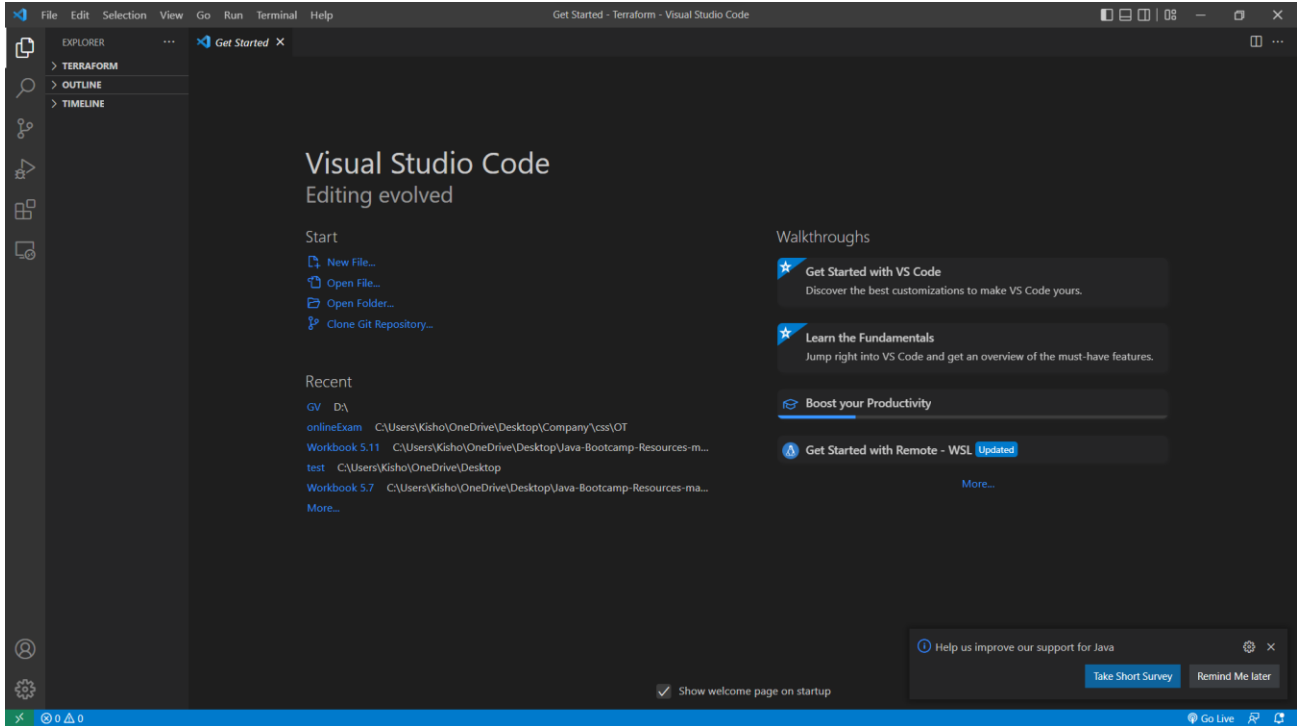 File Edit Selection View Go Run Terminal Help
Get Started - Terraform - Visual Studio Code
EXPLORER
TERRAFORM
OUTLINE
TIMELINE
Get Started
Visual Studio Code
Editing evolved
Start
New File...
Open File...
Open Folder...
Clone Git Repository...
Recent
GV D:\
onlineExam C:\Users\Kisho\OneDrive\Desktop\Company'\css\OT
Workbook 5.11 C:\Users\Kisho\OneDrive\Desktop\Java-Bootcamp-Resources-m...
test C:\Users\Kisho\OneDrive\Desktop
Workbook 5.7 C:\Users\Kisho\OneDrive\Desktop\Java-Bootcamp-Resources-ma...
More...
Walkthroughs
Get Started with VS Code
Discover the best customizations to make VS Code yours.
Learn the Fundamentals
Jump right into VS Code and get an overview of the must-have features.
Boost your Productivity
Get Started with Remote - WSL Updated
More...
Help us improve our support for Java
Take Short Survey Remind Me later
Show welcome page on startup
0 0
Go Live